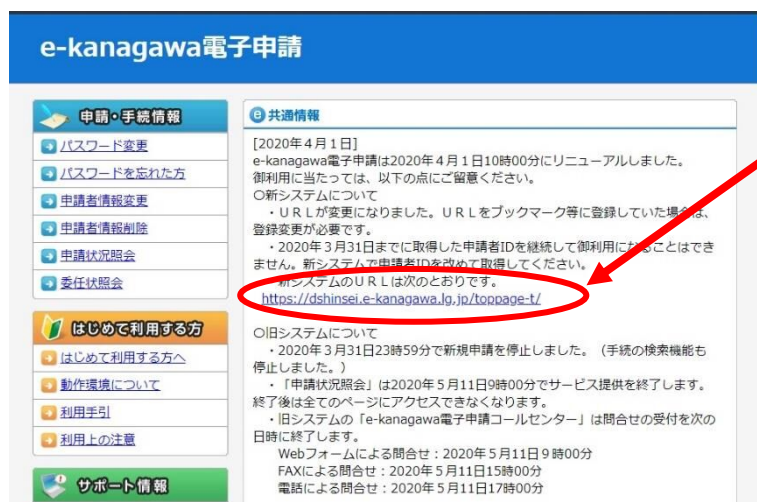 e-kanagawa電子申請
申請・手続情報
パスワード変更
パスワードを忘れた方
申請者情報変更
申請者情報削除
申請状況照会
委任状照会
はじめて利用する方
はじめて利用する方へ
動作環境について
利用手引
利用上の注意
サポート情報
共通情報
[2020年4月1日]
e-kanagawa電子申請は2020年4月1日10時00分にリニューアルしました。
御利用に当たっては、以下の点にご留意ください。
○新システムについて
・ＵＲＬが変更になりました。ＵＲＬをブックマーク等に登録していた場合は、
登録変更が必要です。
・2020年3月31日までに取得した申請者IDを継続して御利用になることはでき
ません。新システムで申請者IDを改めて取得してください。
新システムのＵＲＬは次のとおりです。
https://dshinsei.e-kanagawa.lg.jp/toppage-t/
○旧システムについて
・2020年3月31日23時59分で新規申請を停止しました。（手続の検索機能も
停止しました。）
・「申請状況照会」は2020年5月11日9時00分でサービス提供を終了します。
終了後は全てのページにアクセスできなくなります。
・旧システムの「e-kanagawa電子申請コールセンター」は問合せの受付を次の
日時に終了します。
Webフォームによる問合せ：2020年5月11日9時00分
FAXによる問合せ：2020年5月11日15時00分
電話による問合せ：2020年5月11日17時00分